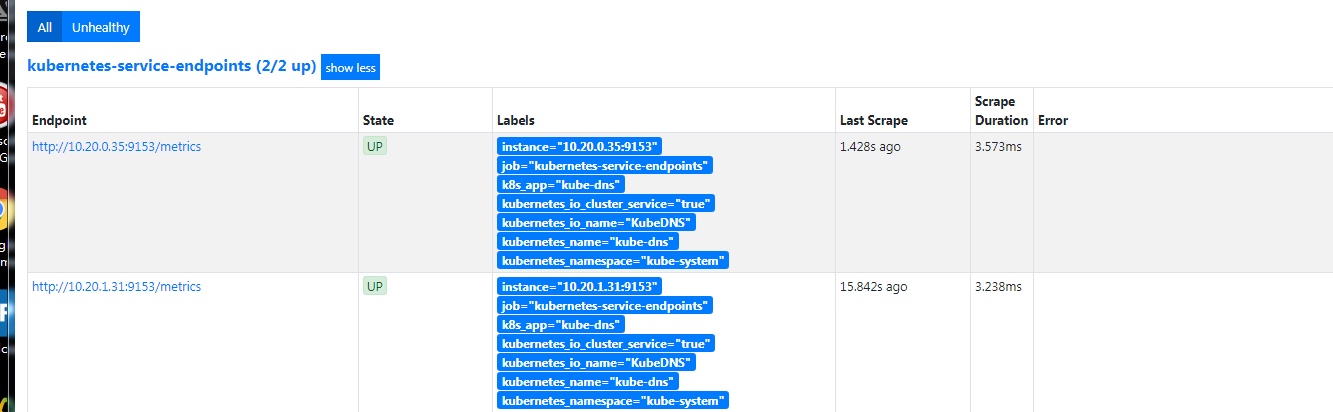 All Unhealthy
kubernetes-service-endpoints (2/2 up) show less
Endpoint State Labels Last Scrape Scrape Duration Error
http://10.20.0.35:9153/metrics UP instance="10.20.0.35:9153" 1.428s ago 3.573ms
job="kubernetes-service-endpoints"
k8s_app="kube-dns"
kubernetes_io_cluster_service="true"
kubernetes_io_name="KubeDNS"
kubernetes_name="kube-dns"
kubernetes_namespace="kube-system"
http://10.20.1.31:9153/metrics UP instance="10.20.1.31:9153" 15.842s ago 3.238ms
job="kubernetes-service-endpoints"
k8s_app="kube-dns"
kubernetes_io_cluster_service="true"
kubernetes_io_name="KubeDNS"
kubernetes_name="kube-dns"
kubernetes_namespace="kube-system"